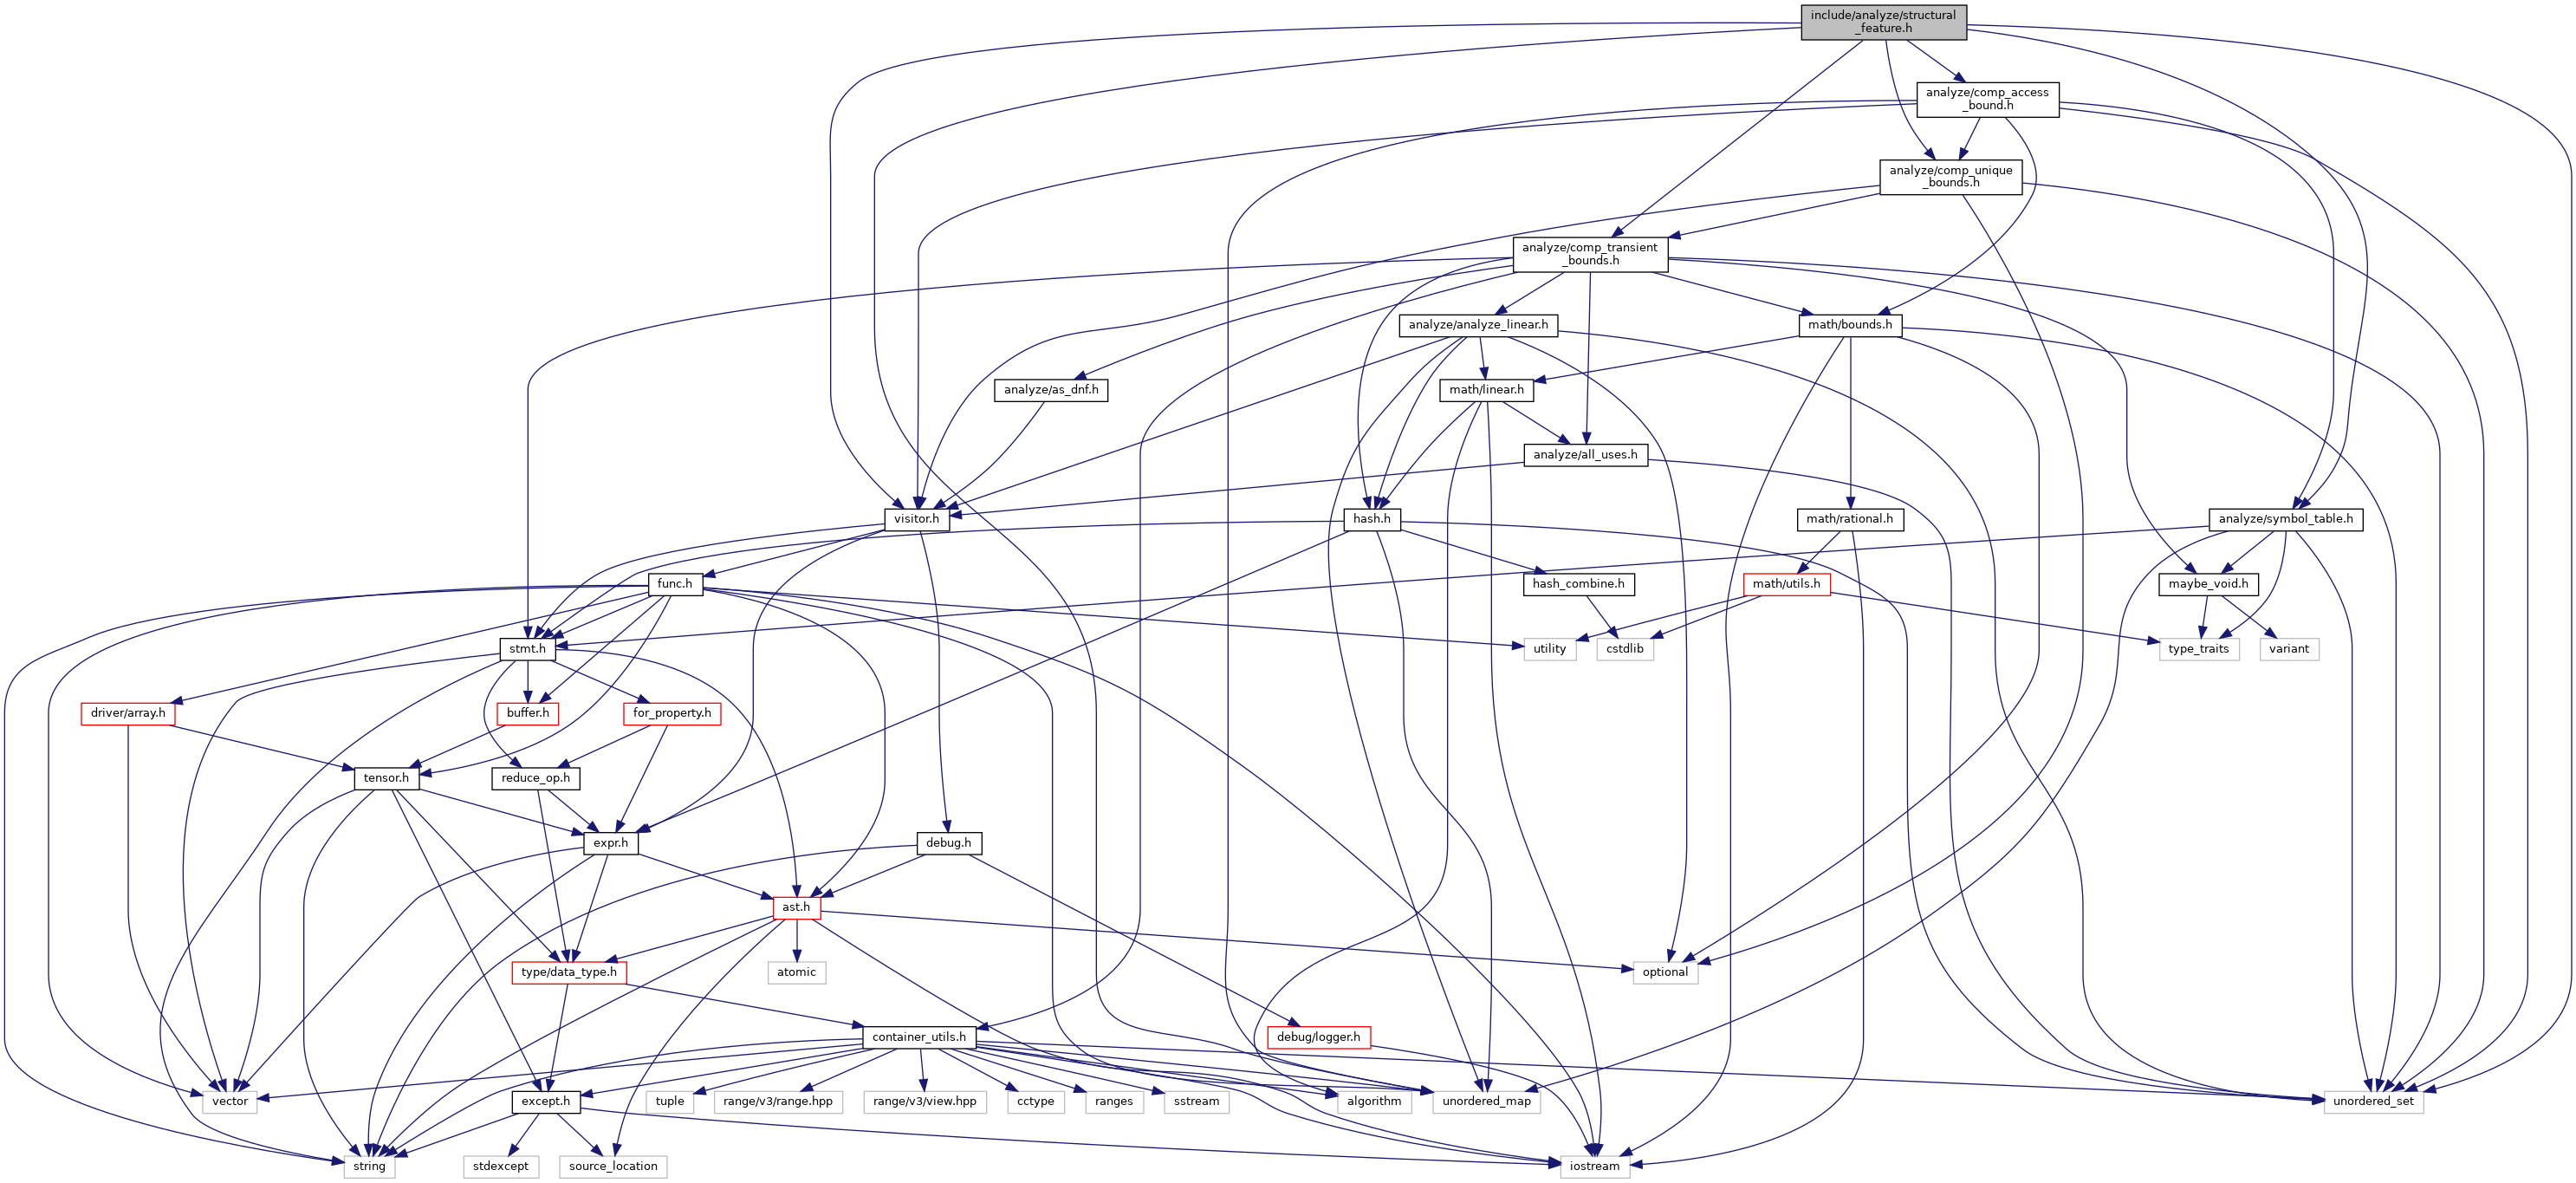 include/analyze/structural
_feature.h
analyze/comp_access
_bound.h
analyze/comp_unique
_bounds.h
analyze/comp_transient
_bounds.h
analyze/analyze_linear.h
math/bounds.h
analyze/as_dnf.h
math/linear.h
analyze/all_uses.h
visitor.h
hash.h
math/rational.h
analyze/symbol_table.h
func.h
hash_combine.h
math/utils.h
maybe_void.h
stmt.h
utility
cstdlib
type_traits
variant
driver/array.h
buffer.h
for_property.h
tensor.h
reduce_op.h
expr.h
debug.h
ast.h
type/data_type.h
atomic
optional
container_utils.h
debug/logger.h
vector
except.h
tuple
range/v3/range.hpp
range/v3/view.hpp
cctype
ranges
sstream
algorithm
unordered_map
unordered_set
string
stdexcept
source_location
iostream